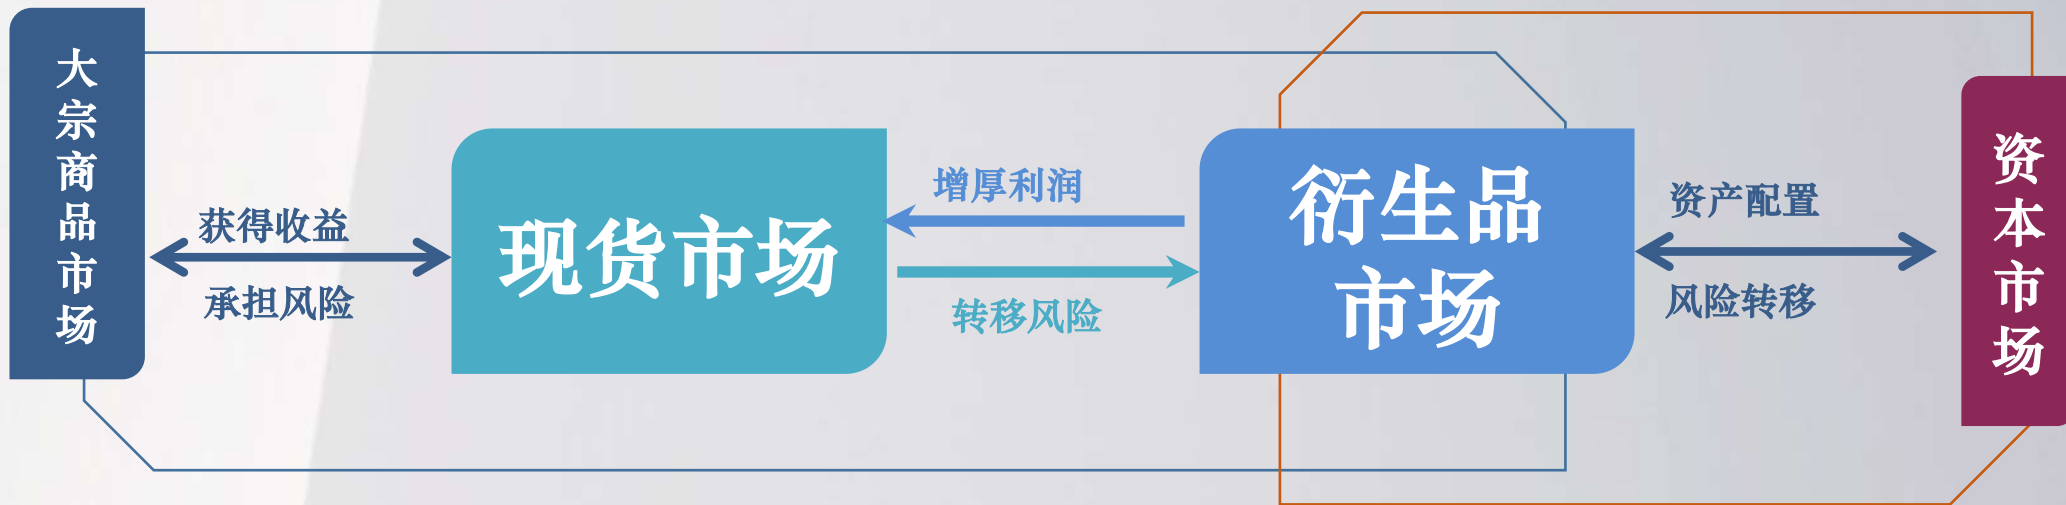 大宗商品市场
获得收益
承担风险
现货市场
增厚利润
转移风险
衍生品
市场
资产配置
风险转移
资本市场